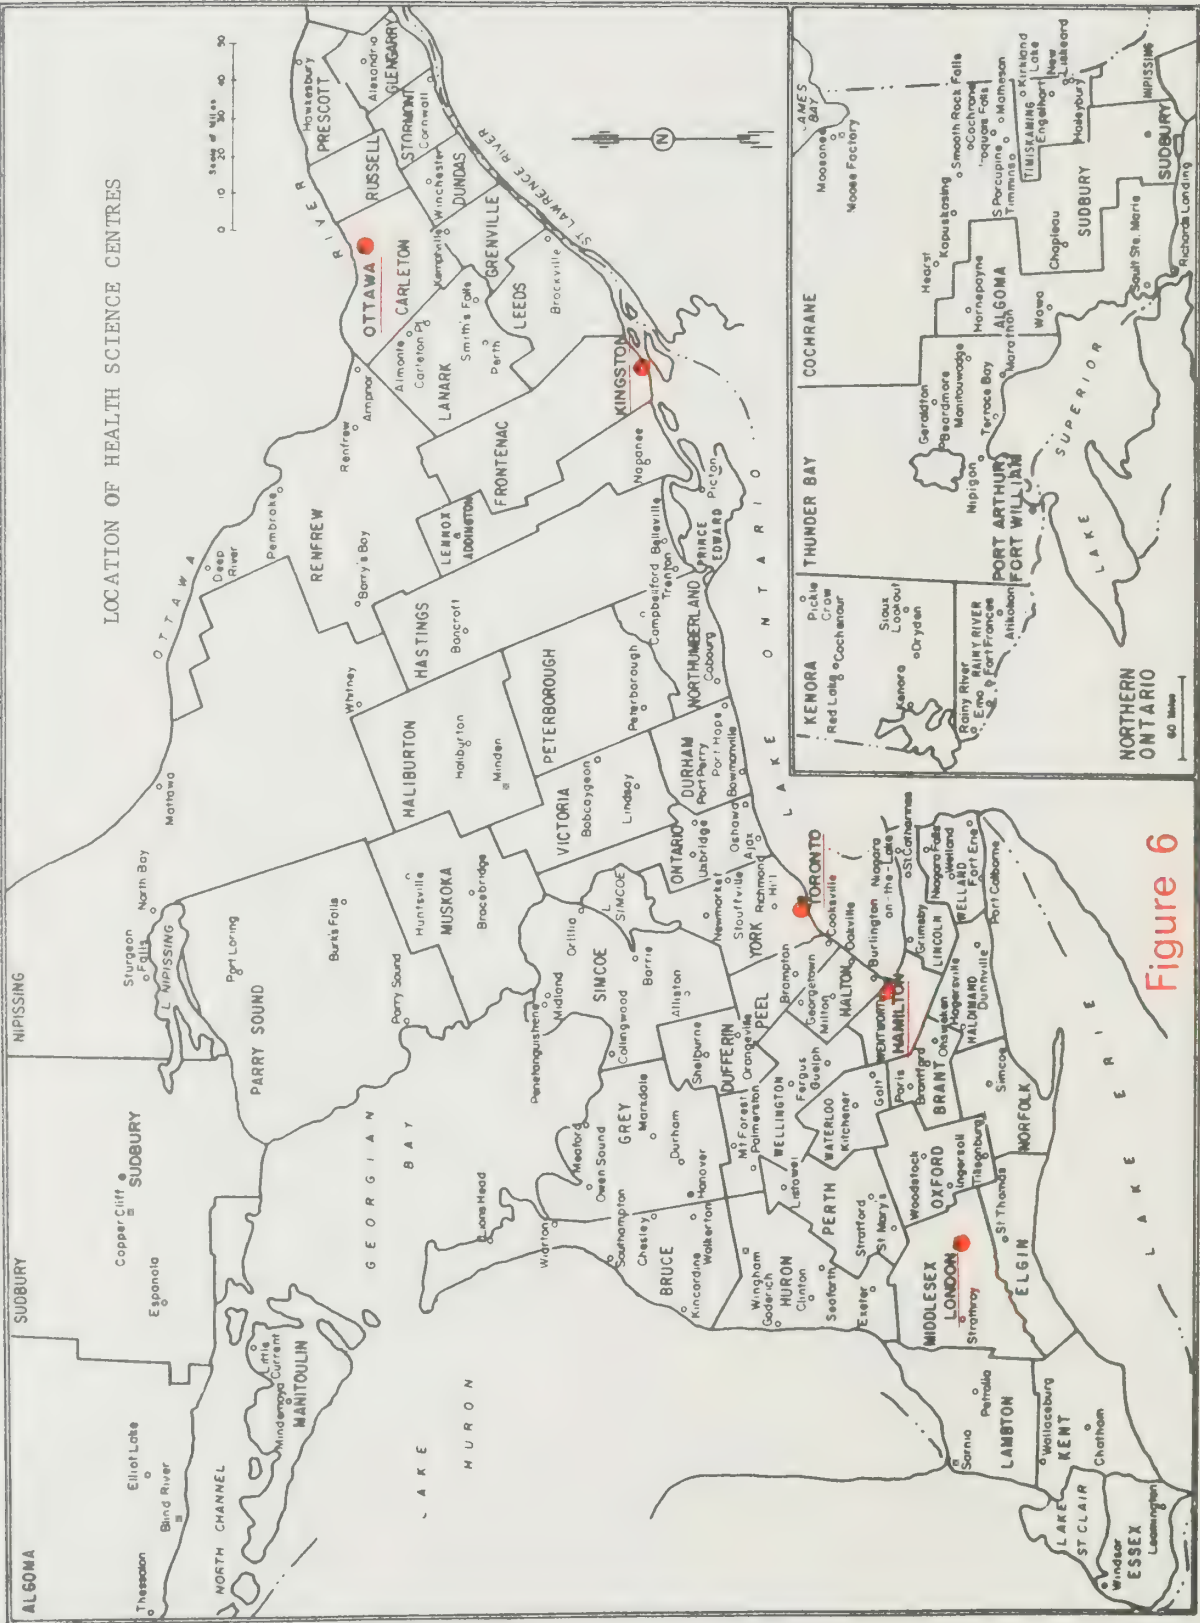 LOCATION OF HEALTH SCIENCE CENTRES
Scale of Miles
0 10 20 30 40 50
N
ALGOMA
SUDBURY
NIPISSING
Thessalon
Blind River
Elliot Lake
Espanola
Copper Cliff
SUDBURY
Sturgeon
Falls
North Bay
L. NIPISSING
Mattawa
OTTAWA
RIVER
NORTH CHANNEL
Mindemoya
Little
Current
MANITOULIN
PARRY SOUND
Port Loring
Burk's Falls
Parry Sound
GEORGIAN
BAY
LAKE
HURON
Whitney
Deep
River
Pembroke
RENFREW
Barry's Bay
Renfrew
Arnprior
OTTAWA
CARLETON
Almonte
Carleton Pl
LANARK
Smith's Falls
Perth
Kemptville
RUSSELL
PRESCOTT
Hawkesbury
Alexandria
GLENGARRY
STORMONT
Cornwall
Winchester
DUNDAS
GRENVILLE
LEEDS
Brockville
ST LAWRENCE RIVER
KINGSTON
FRONTENAC
LENNOX
&
ADDINGTON
Napanee
HASTINGS
Bancroft
Belleville
Trenton
PRINCE
EDWARD
Picton
HALIBURTON
Haliburton
Minden
PETERBOROUGH
Peterborough
Campbellford
NORTHUMBERLAND
Cobourg
MUSKOKA
Huntsville
Bracebridge
VICTORIA
Bobcaygeon
Lindsay
DURHAM
Port Perry
Port Hope
Bowmanville
ONTARIO
Uxbridge
Oshawa
Ajax
LAKE ONTARIO
L.
SIMCOE
Orillia
SIMCOE
Midland
Penetanguishene
Barrie
Collingwood
Alliston
Newmarket
Stouffville
Richmond
Hill
YORK
TORONTO
PEEL
Brampton
Cooksville
Georgetown
Milton
HALTON
Oakville
Burlington
DUFFERIN
Shelburne
Orangeville
Lions Head
Wiarton
Meaford
Owen Sound
GREY
Marsdale
Durham
Hanover
Southampton
Chesley
BRUCE
Walkerton
Kincardine
Mt Forest
Palmerston
WELLINGTON
Fergus
Guelph
WATERLOO
Kitchener
Galt
WENTWORTH
HAMILTON
Niagara
on-the-Lake
St Catharines
Grimsby
LINCOLN
Niagara Falls
Welland
WELLAND
Fort Erie
Port Colborne
Hagersville
HALDIMAND
Dunnville
Ohsweken
Paris
Brantford
BRANT
Simcoe
NORFOLK
Wingham
Goderich
HURON
Clinton
Seaforth
Exeter
Listowel
PERTH
Stratford
St Mary's
Woodstock
OXFORD
Ingersoll
Tillsonburg
MIDDLESEX
LONDON
Strathroy
St Thomas
ELGIN
LAKE ERIE
Sarnia
Petrolia
LAMBTON
Wallaceburg
KENT
Chatham
LAKE
ST CLAIR
Windsor
ESSEX
Leamington
KENORA
Red Lake
Cochenour
Pickle
Crow
Sioux
Lookout
Dryden
Kenora
Rainy River
Emo
RAINY RIVER
Fort Frances
Atikokan
THUNDER BAY
Geraldton
Beardmore
Manitouwadge
Terrace Bay
Marathon
Nipigon
PORT ARTHUR
FORT WILLIAM
LAKE SUPERIOR
COCHRANE
JAMES
BAY
Moosonee
Moose Factory
Hearst
Kapuskasing
Smooth Rock Falls
Cochrane
Iroquois Falls
S Porcupine
Matheson
Timmins
TIMISKAMING
Kirkland
Lake
Englehart
New
Liskeard
Haileybury
Hornepayne
ALGOMA
Wawa
Chapleau
SUDBURY
Sault Ste. Marie
Richards Landing
SUDBURY
NIPISSING
NORTHERN
ONTARIO
60 Miles
Figure 6